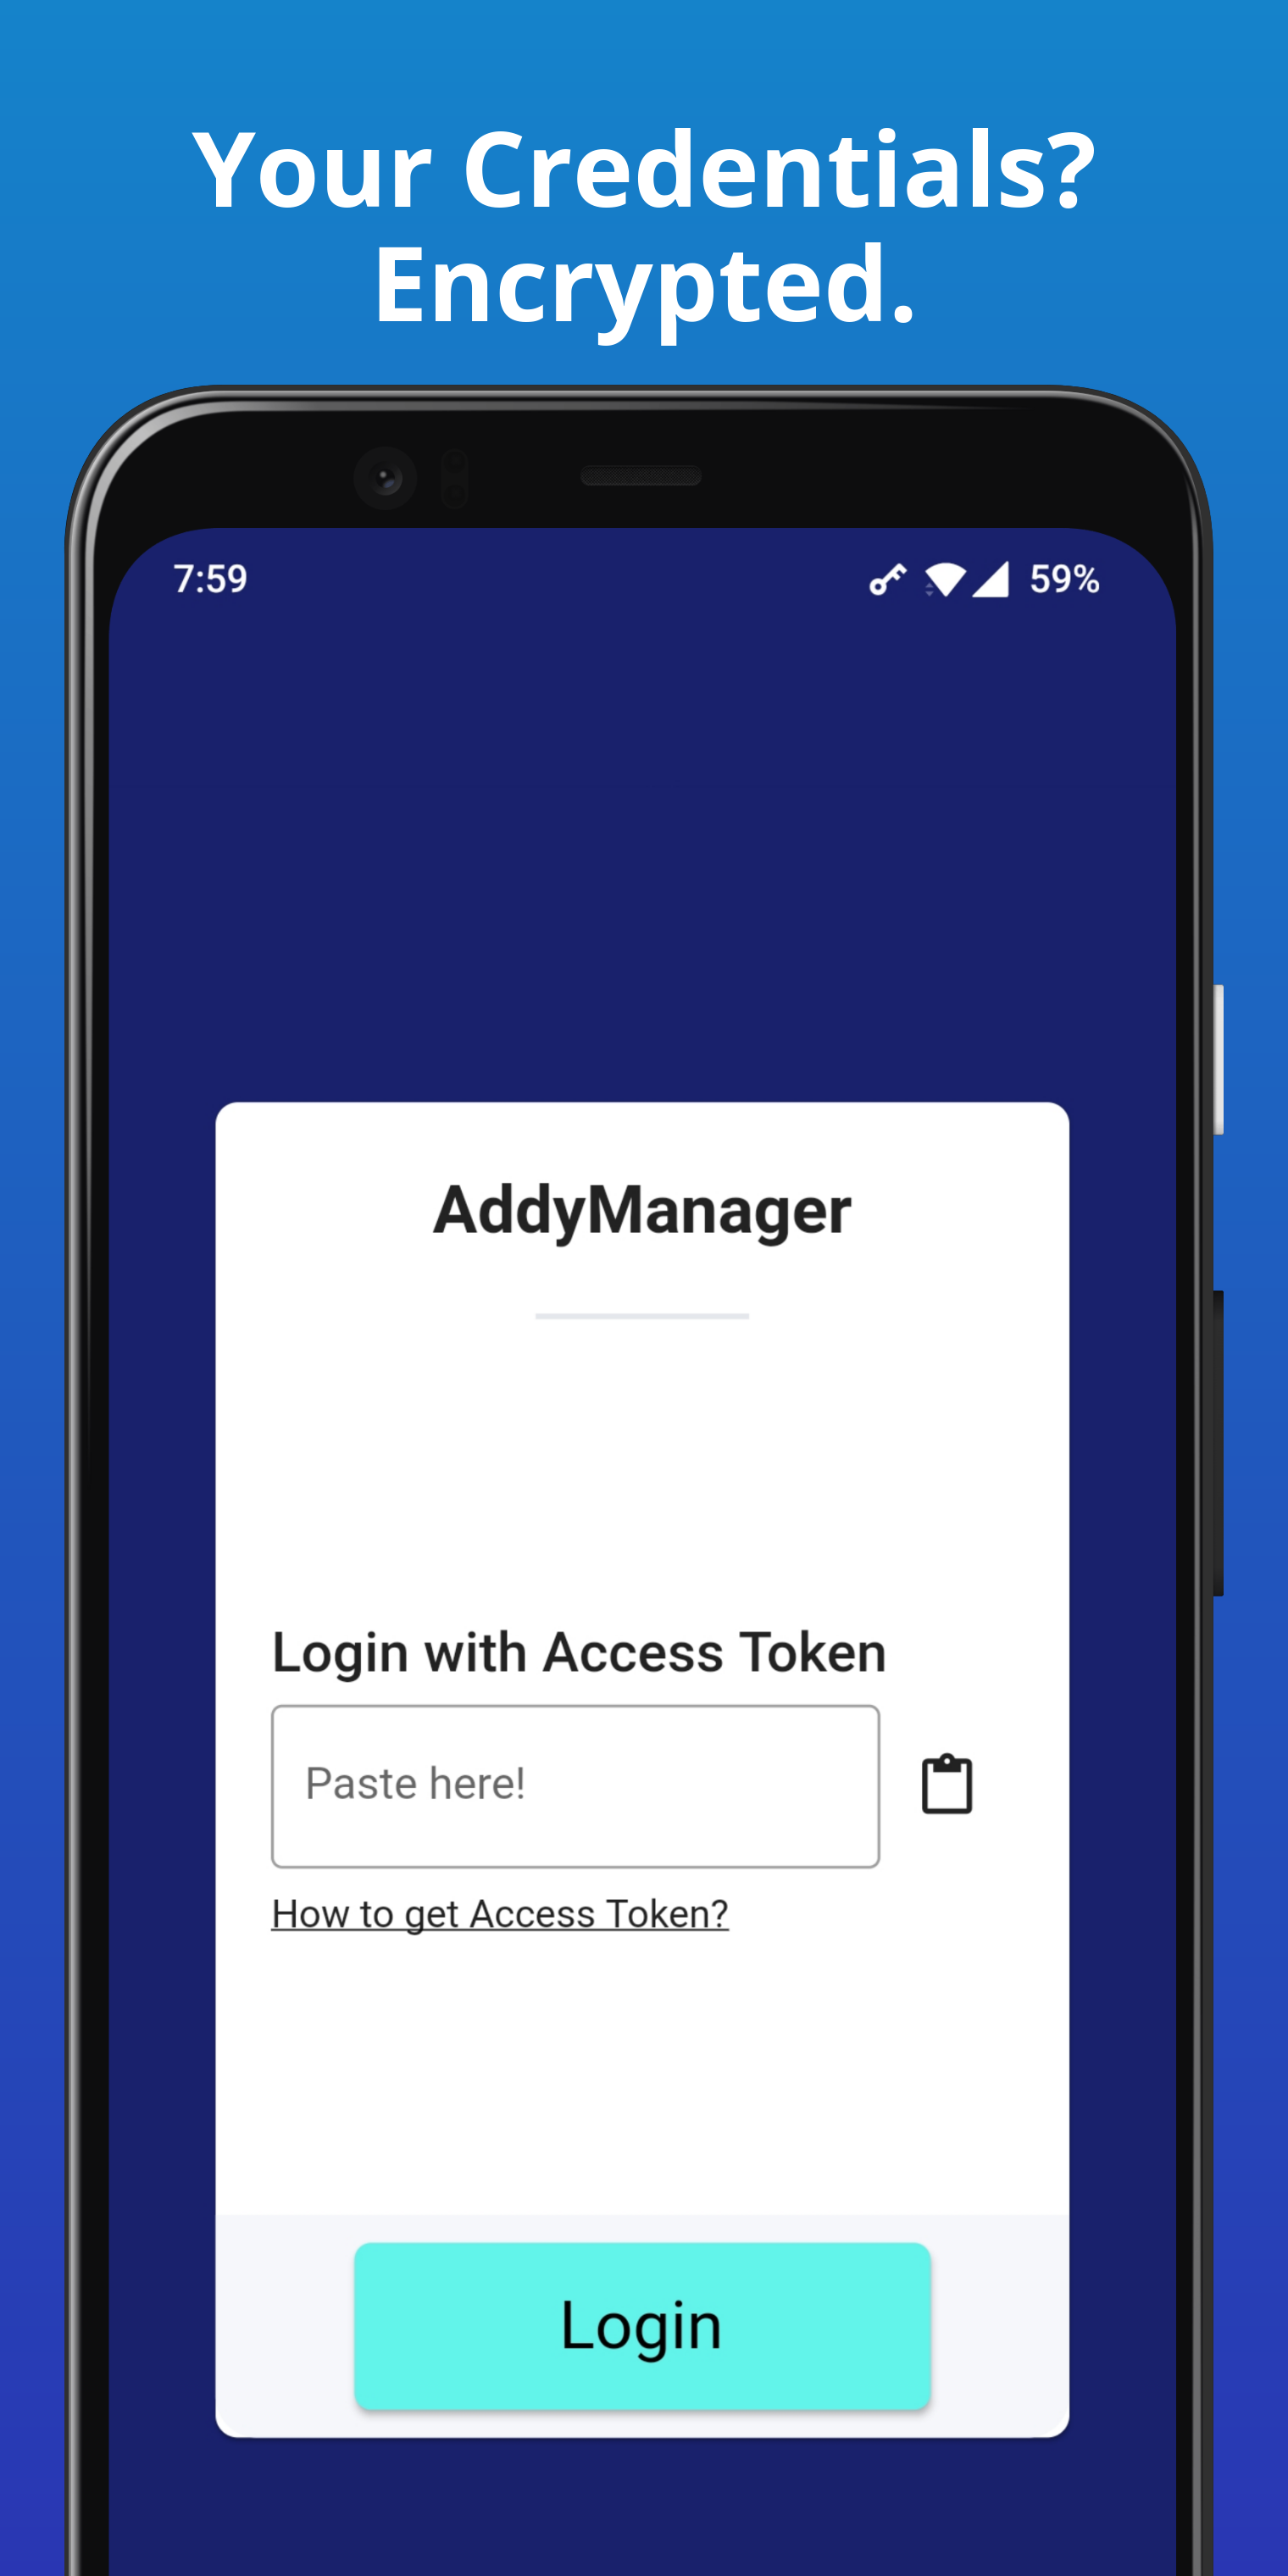 Your Credentials?
Encrypted.
7:59
59%
AddyManager
Login with Access Token
Paste here!
How to get Access Token?
Login